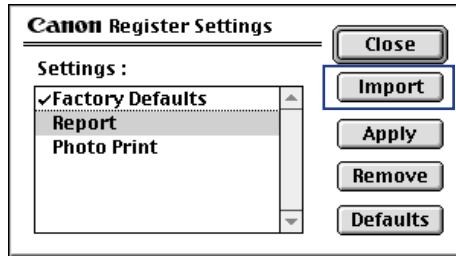 Canon Register Settings
Settings :
✓Factory Defaults
Report
Photo Print
Close
Import
Apply
Remove
Defaults